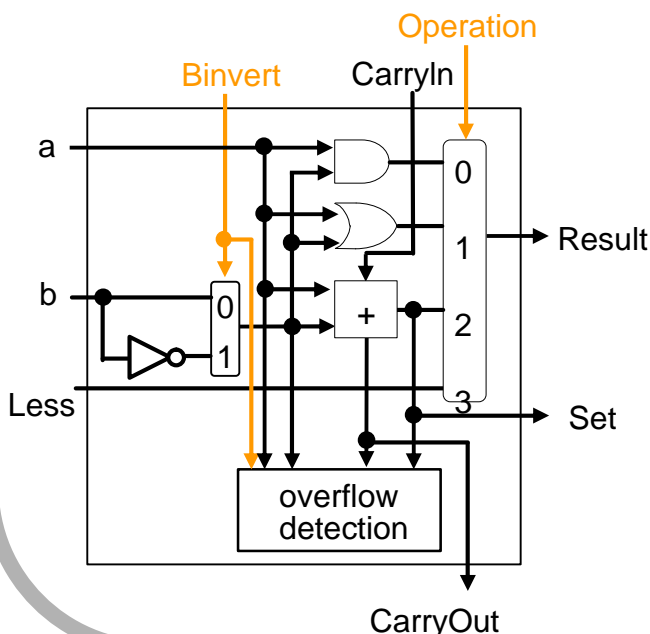 Operation
Binvert
CarryIn
a
0
1
Result
b
0
+
2
1
Less
3
Set
overflow
detection
CarryOut